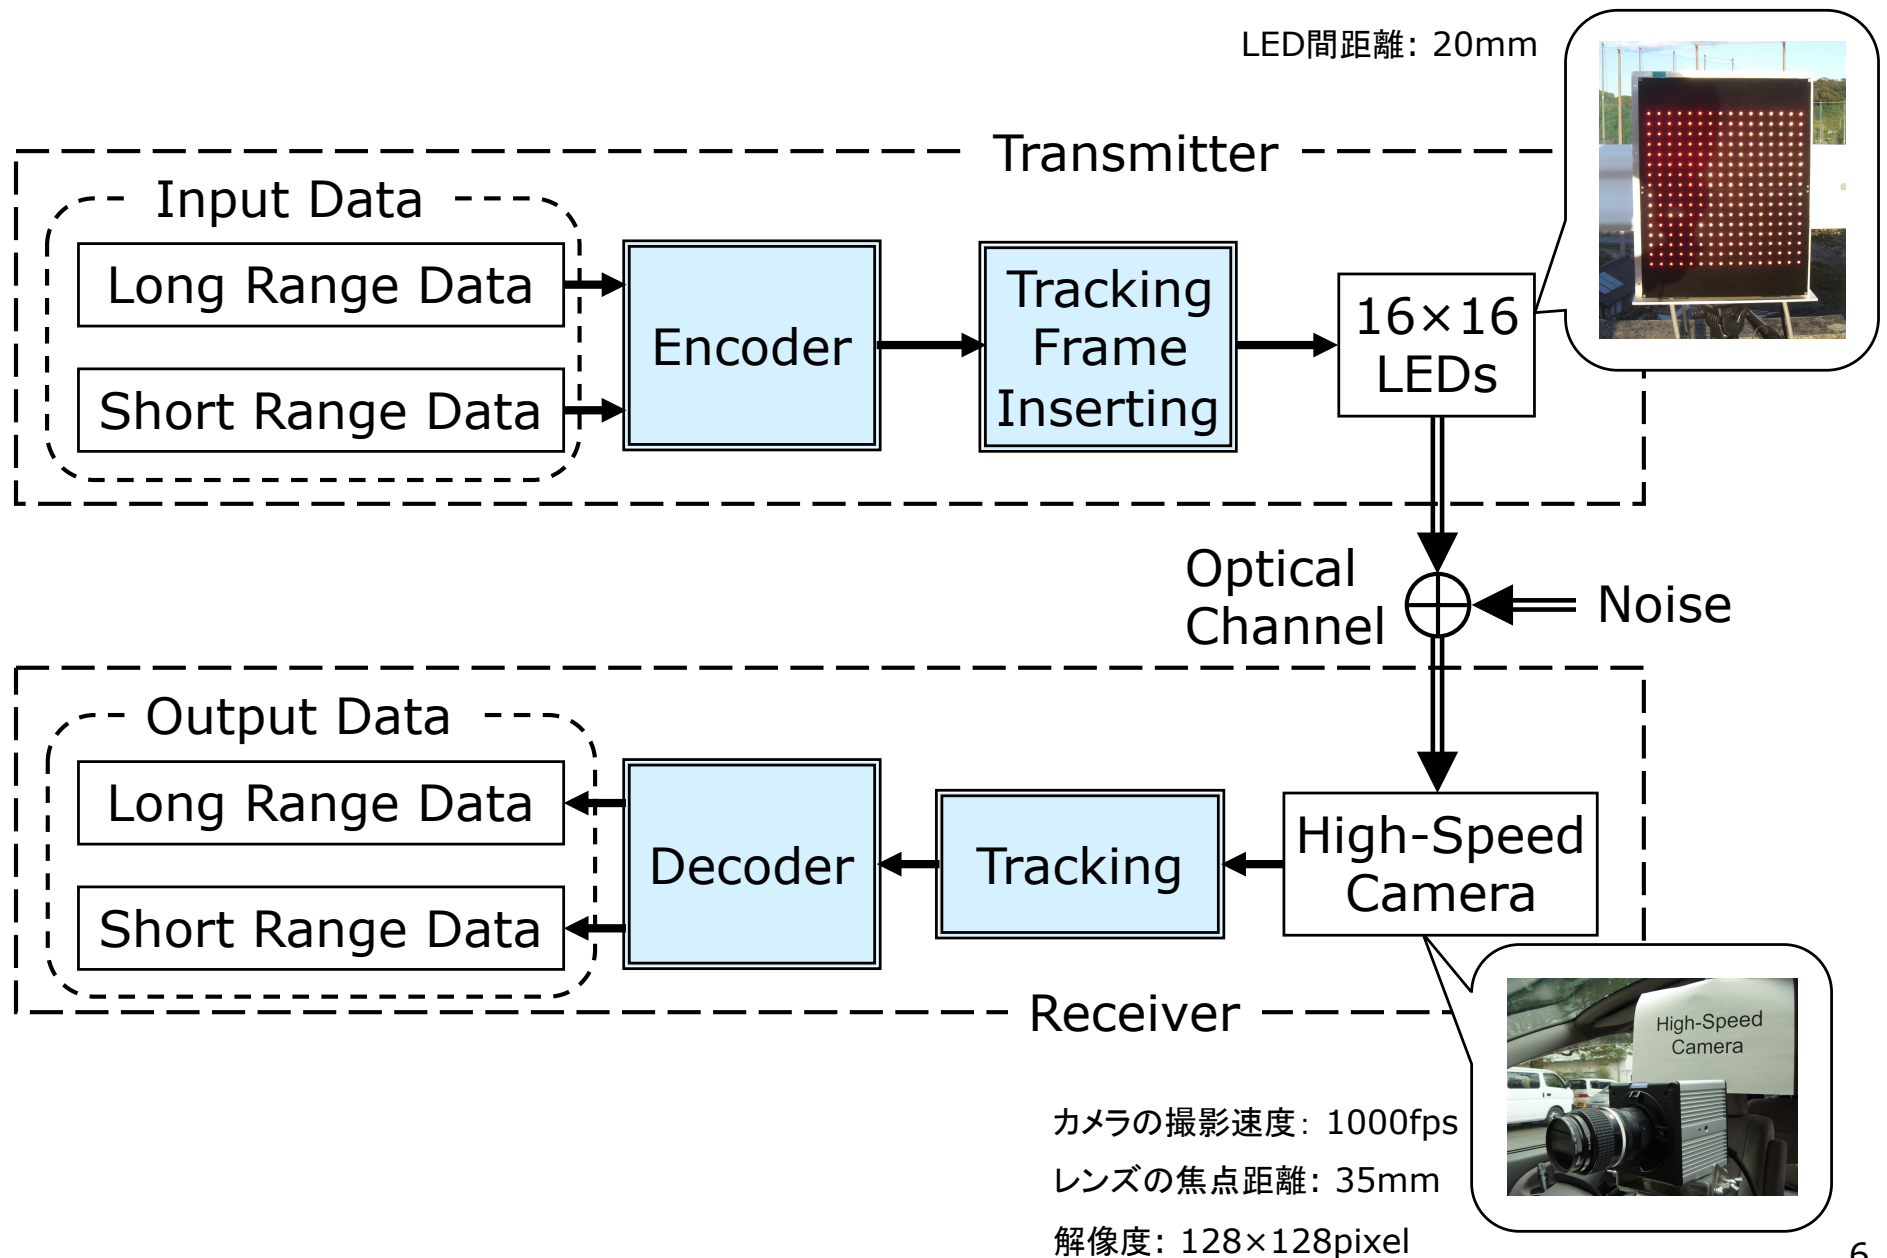 LED間距離: 20mm
Transmitter
Input Data
Long Range Data
Short Range Data
Encoder
Tracking
Frame
Inserting
16×16
LEDs
Optical
Channel
Noise
Output Data
Long Range Data
Short Range Data
Decoder
Tracking
High-Speed
Camera
Receiver
High-Speed
Camera
カメラの撮影速度: 1000fps
レンズの焦点距離: 35mm
解像度: 128×128pixel
6